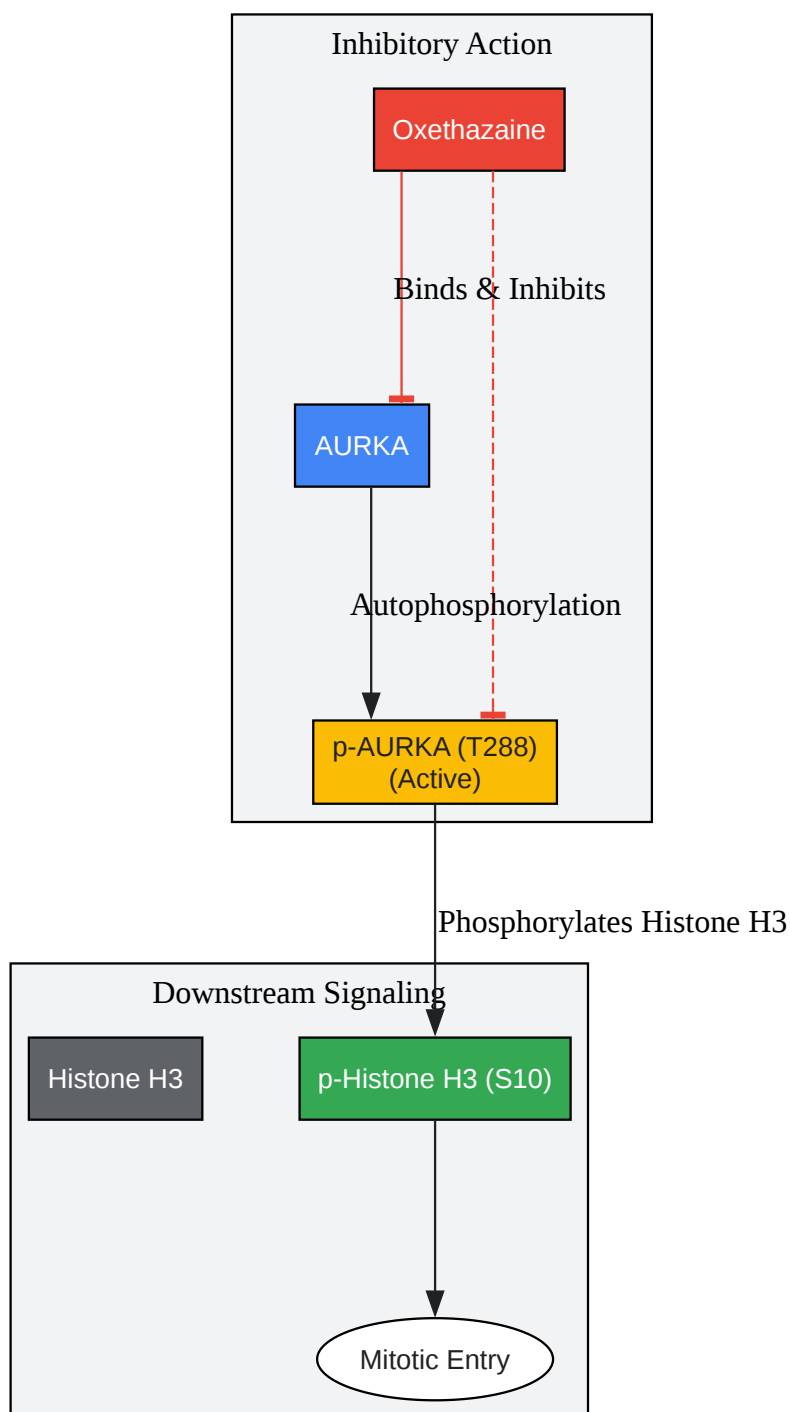 Inhibitory Action
Oxethazaine
Binds & Inhibits
AURKA
Autophosphorylation
p-AURKA (T288)
(Active)
Phosphorylates Histone H3
Downstream Signaling
Histone H3
p-Histone H3 (S10)
Mitotic Entry